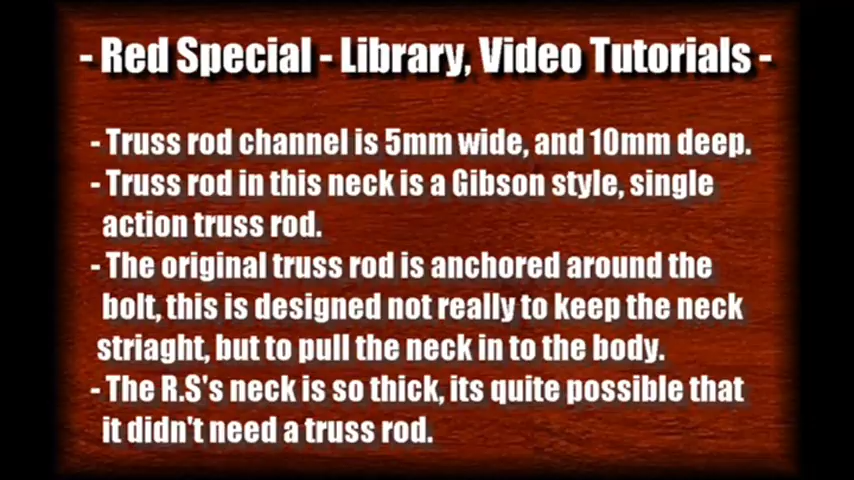 - Red Special - Library, Video Tutorials -
- Truss rod channel is 5mm wide, and 10mm deep.
- Truss rod in this neck is a Gibson style, single
action truss rod.
- The original truss rod is anchored around the
bolt, this is designed not really to keep the neck
striaght, but to pull the neck in to the body.
- The R.S's neck is so thick, its quite possible that
it didn't need a truss rod.